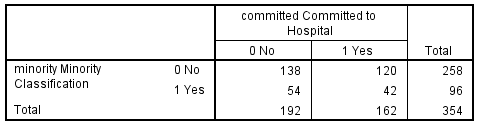 committed Committed to
Hospital
0 No 1 Yes Total
minority Minority 0 No 138 120 258
Classification 1 Yes 54 42 96
Total 192 162 354